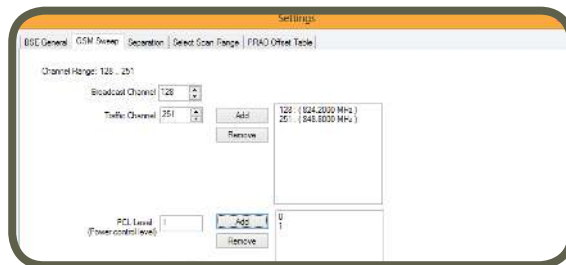 Settings
BSE General GSM Sweep Separation Select Scan Range PRAD Offset Table
Channel Range: 128 .. 251
Broadcast Channel 128
Traffic Channel 251 Add 128 : ( 824.2000 MHz )
251 : ( 848.8000 MHz )
Remove
PCL Level 1 Add 0
(Power control level) 1
Remove